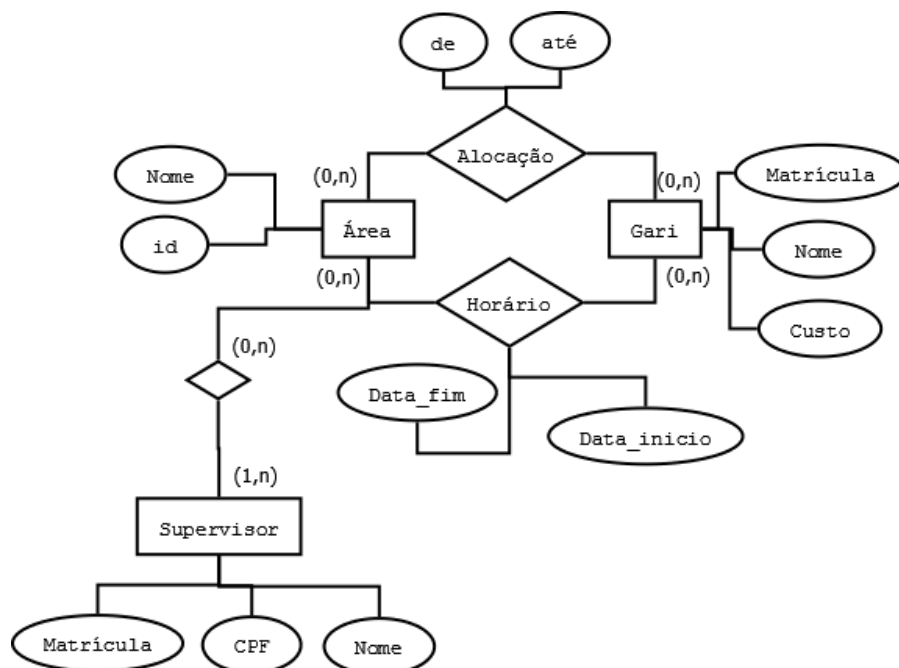 de
até
Alocação
Nome
(0,n)
(0,n)
Matrícula
id
Área
Gari
Nome
(0,n)
(0,n)
Horário
Custo
(0,n)
Data_fim
Data_inicio
(1,n)
Supervisor
Matrícula
CPF
Nome